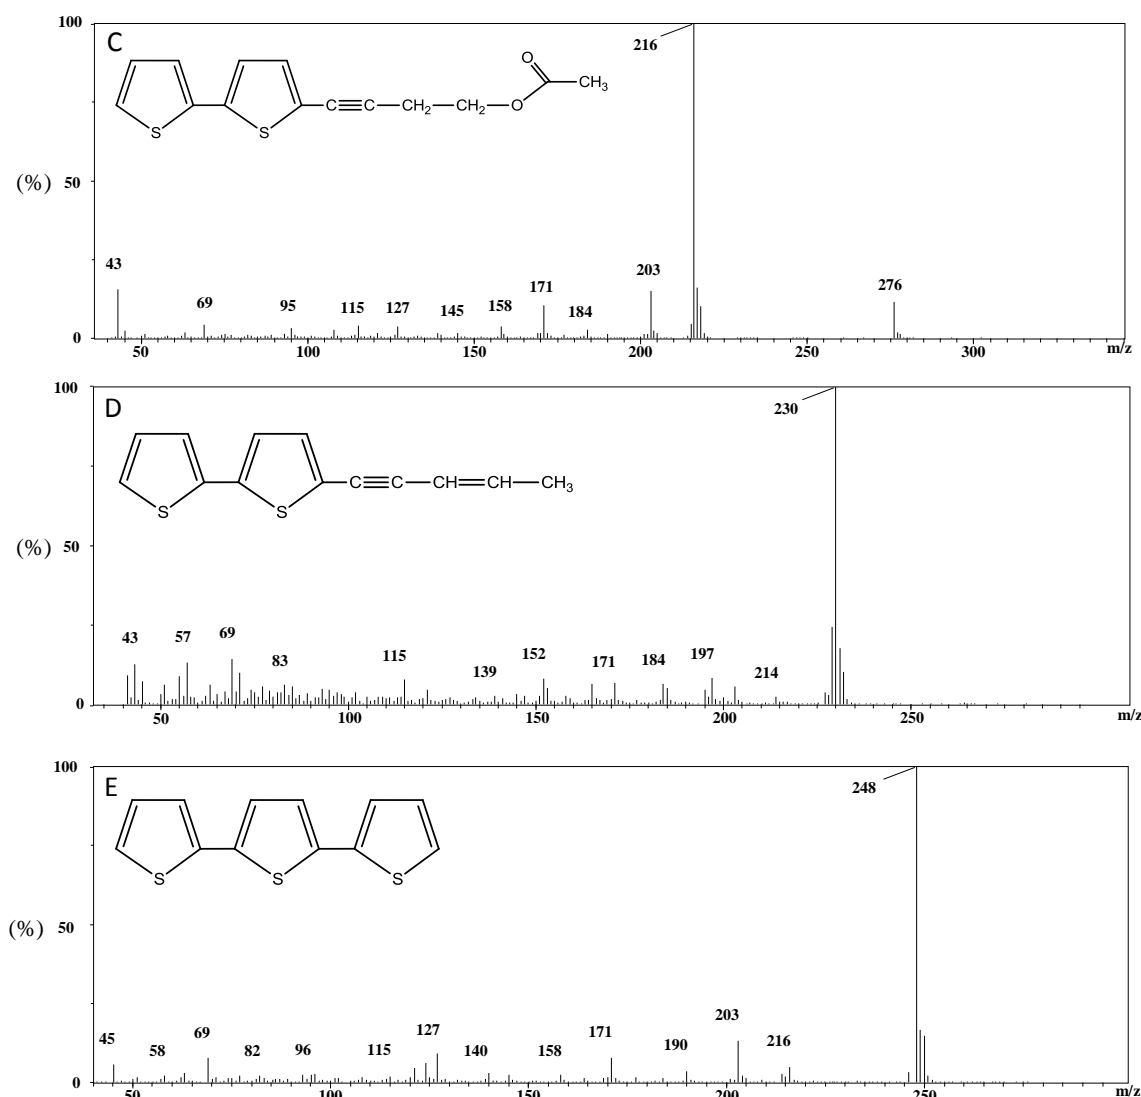 100
C
216
O
CH3
C C CH2 CH2 O
S S
(%) 50
43 69 95 115 127 145 158 171 184 203 276
0
50 100 150 200 250 300 m/z
100
D
230
C C CH CH CH3
S S
(%) 50
43 57 69 83 115 139 152 171 184 197 214
0
50 100 150 200 250 m/z
100
E
248
S S S
(%) 50
45 58 69 82 96 115 127 140 158 171 190 203 216
0
50 100 150 200 250 m/z